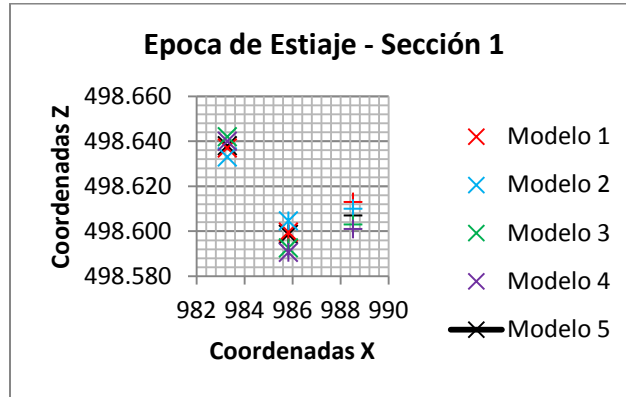 Epoca de Estiaje - Sección 1
Coordenadas Z
498.660
498.640
498.620
498.600
498.580
982 984 986 988 990
Coordenadas X
Modelo 1
Modelo 2
Modelo 3
Modelo 4
Modelo 5